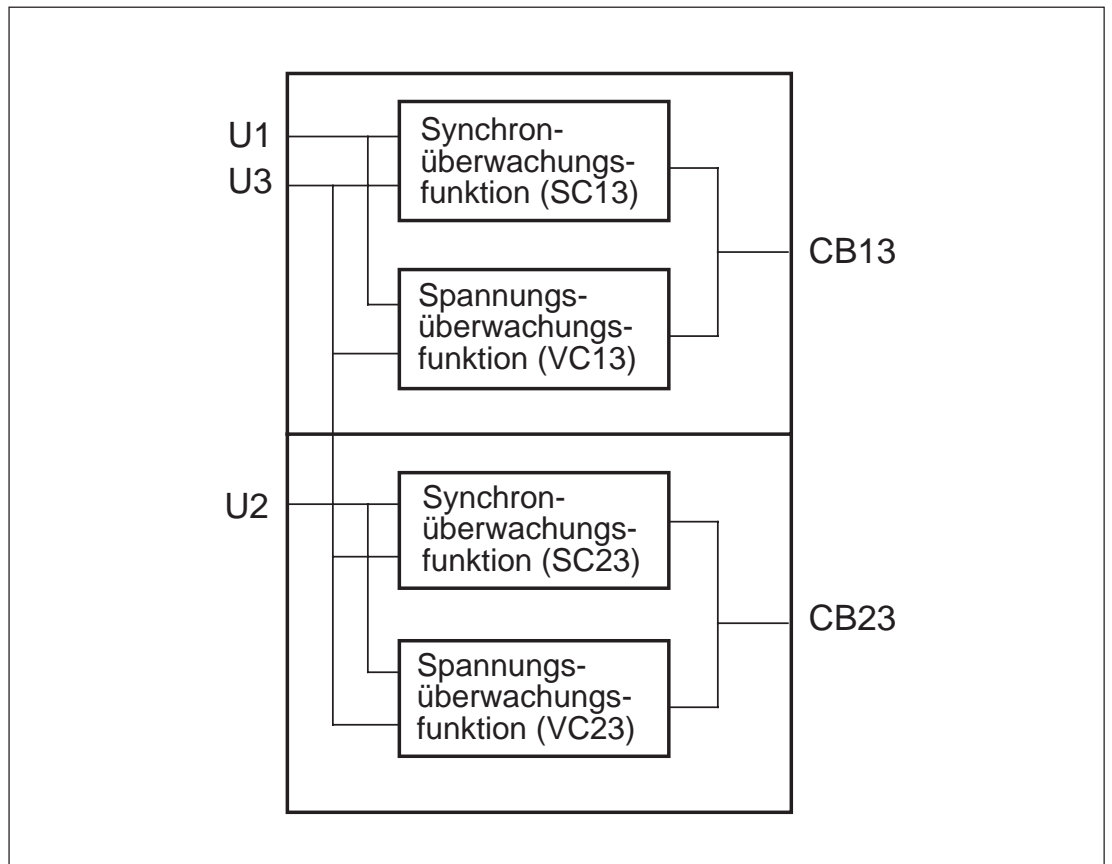 U1
U3
Synchron-
überwachungs-
funktion (SC13)
Spannungs-
überwachungs-
funktion (VC13)
CB13
U2
Synchron-
überwachungs-
funktion (SC23)
Spannungs-
überwachungs-
funktion (VC23)
CB23